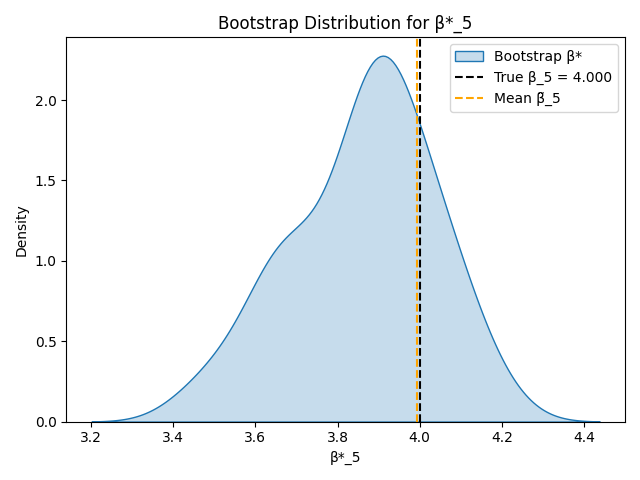 Bootstrap Distribution for β*_5
Bootstrap β*
True β_5 = 4.000
Mean β̃_5
Density
2.0
1.5
1.0
0.5
0.0
3.2 3.4 3.6 3.8 4.0 4.2 4.4
β*_5